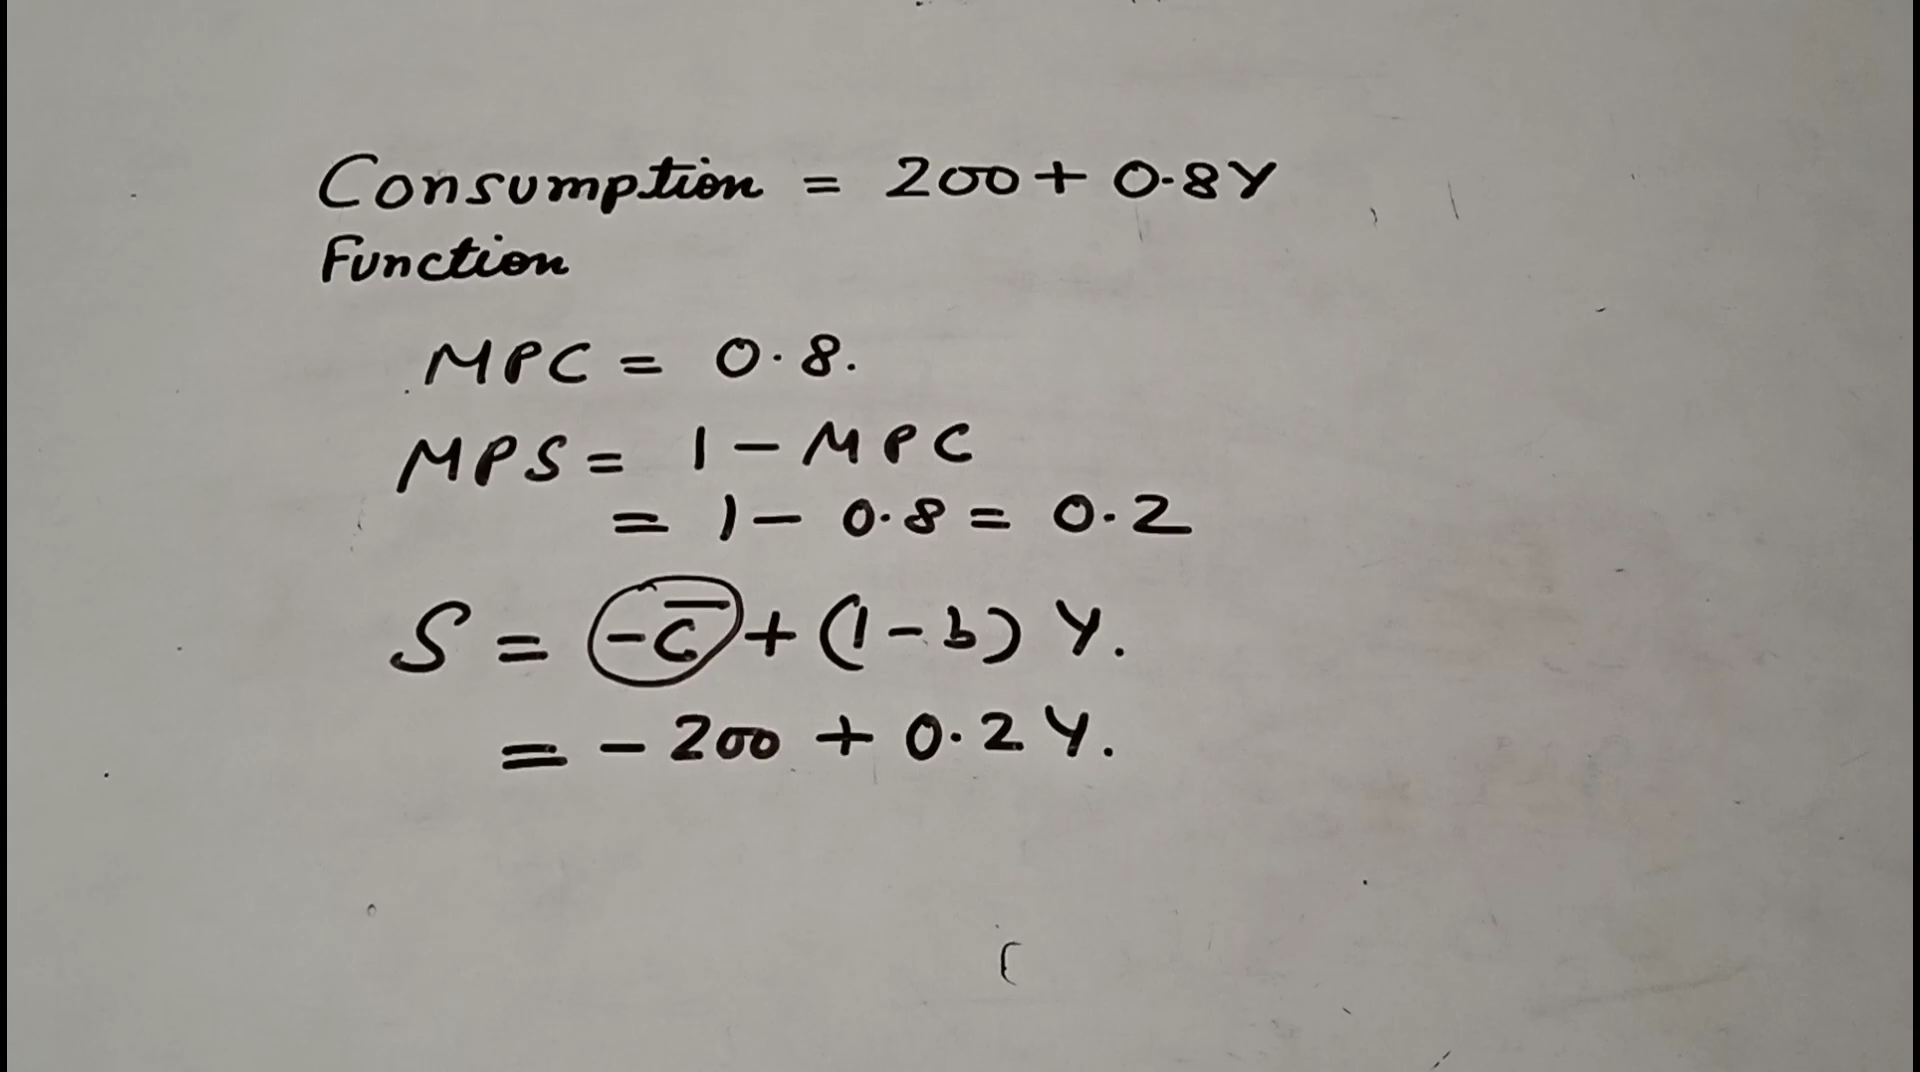 Consumption = 200 + 0.8Y
Function
MPC = 0.8.
MPS = 1 - MPC
= 1 - 0.8 = 0.2
S = -c̅ + (1-b) Y.
= - 200 + 0.2 Y.